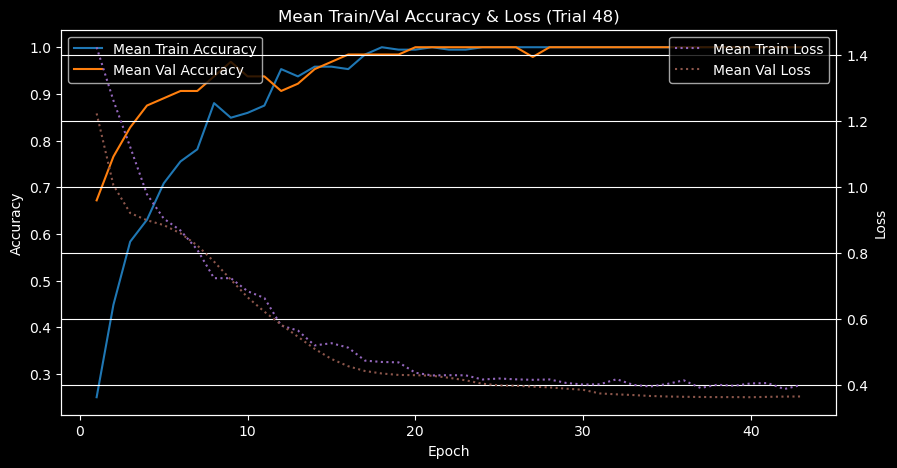 Mean Train/Val Accuracy & Loss (Trial 48)
Mean Train Accuracy
Mean Val Accuracy
Mean Train Loss
Mean Val Loss
Accuracy
1.0
0.9
0.8
0.7
0.6
0.5
0.4
0.3
1.4
1.2
1.0
0.8
0.6
0.4
Loss
0 10 20 30 40
Epoch